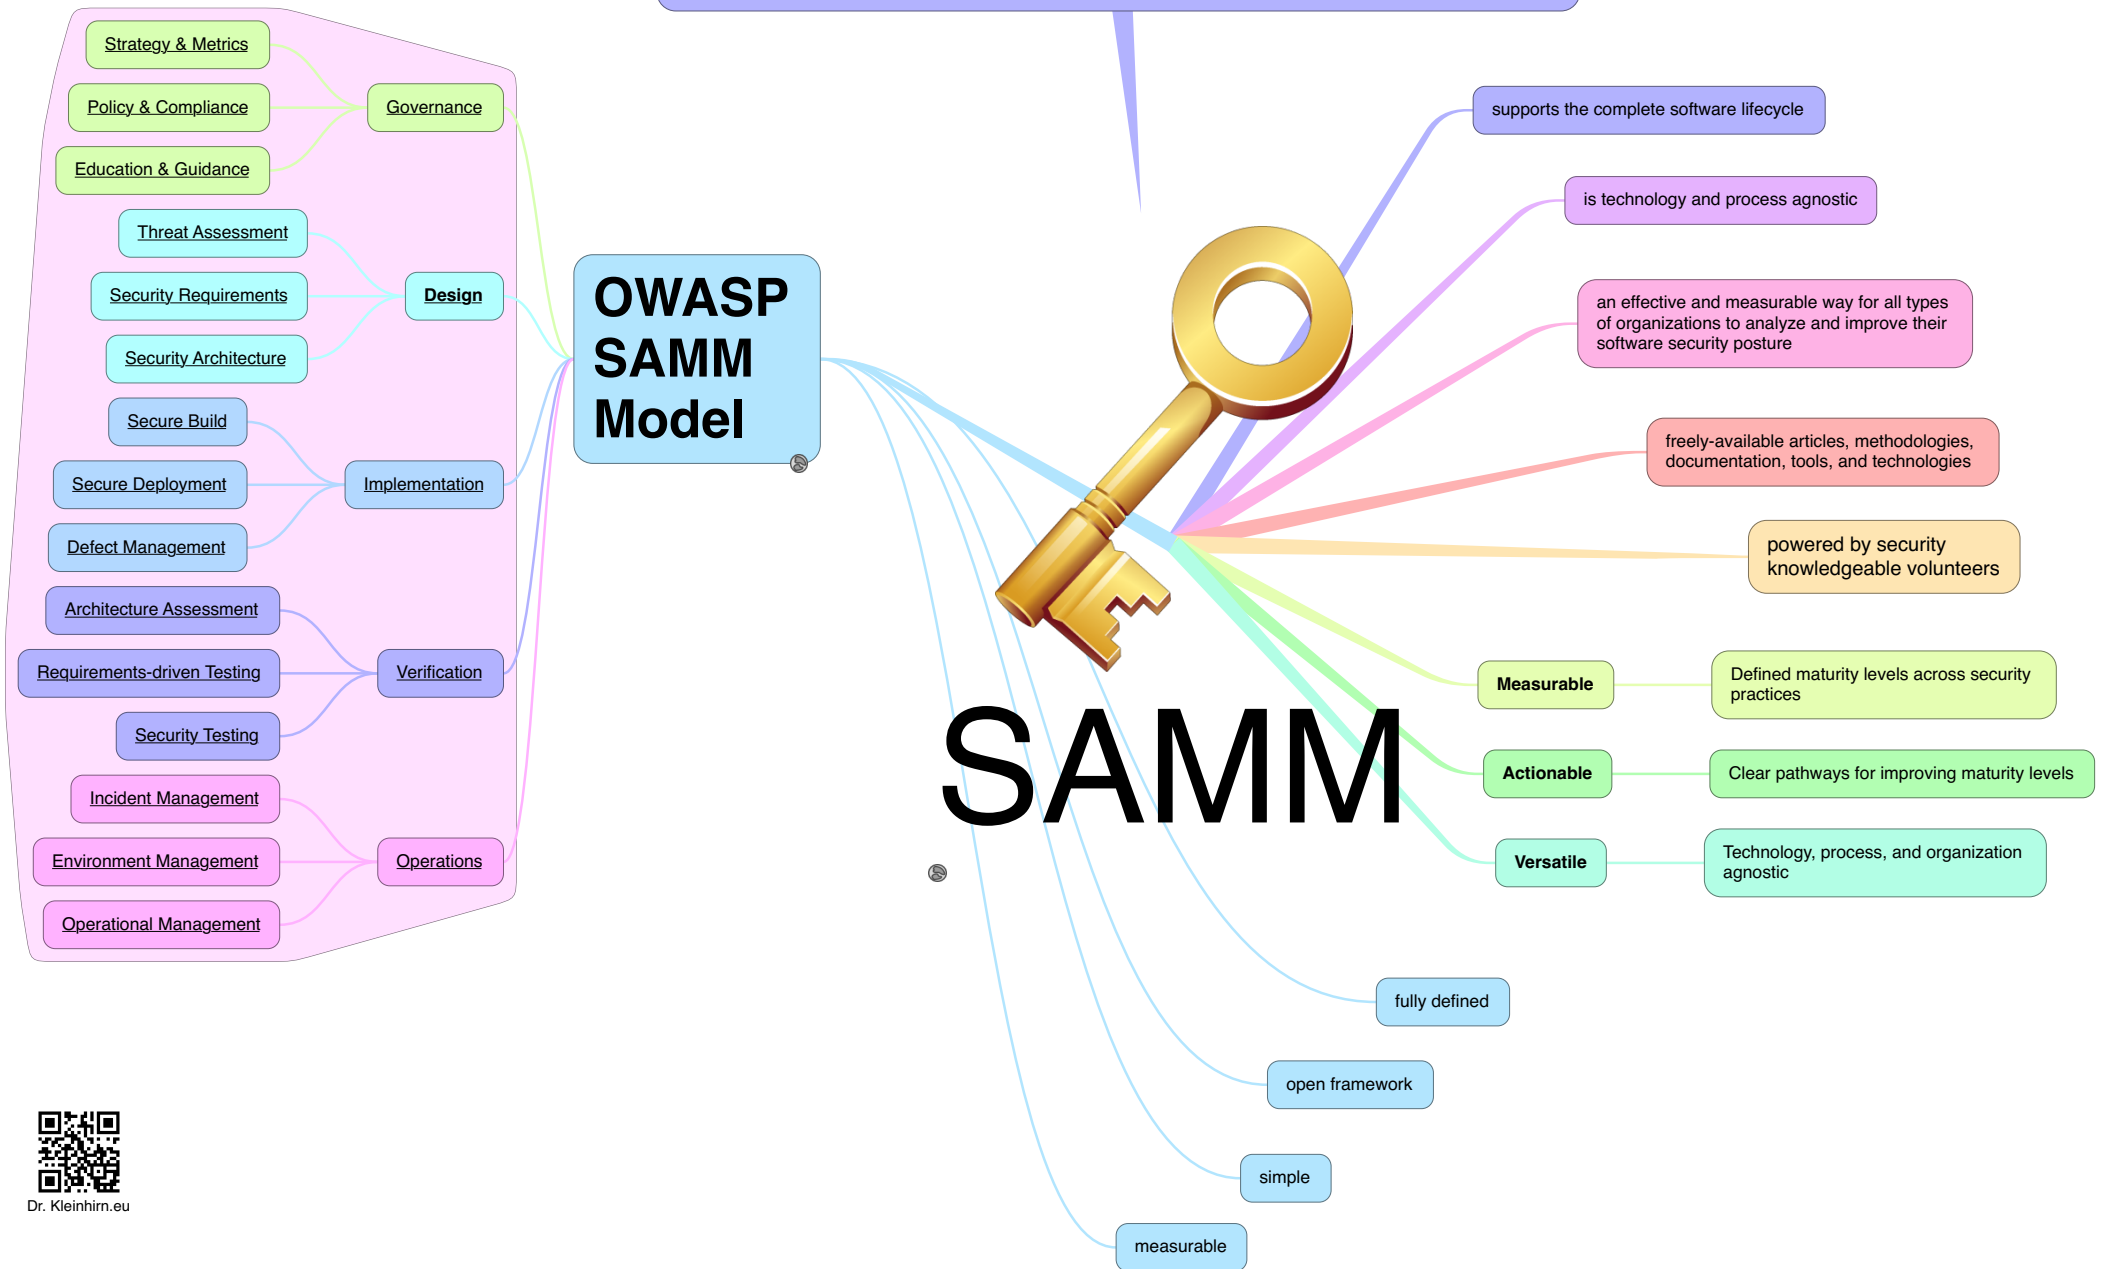 Strategy & Metrics
Policy & Compliance
Education & Guidance
Governance
Threat Assessment
Security Requirements
Security Architecture
Design
Secure Build
Secure Deployment
Defect Management
Implementation
Architecture Assessment
Requirements-driven Testing
Security Testing
Verification
Incident Management
Environment Management
Operational Management
Operations
OWASP
SAMM
Model
SAMM
supports the complete software lifecycle
is technology and process agnostic
an effective and measurable way for all types
of organizations to analyze and improve their
software security posture
freely-available articles, methodologies,
documentation, tools, and technologies
powered by security
knowledgeable volunteers
Measurable
Defined maturity levels across security
practices
Actionable
Clear pathways for improving maturity levels
Versatile
Technology, process, and organization
agnostic
fully defined
open framework
simple
measurable
Dr. Kleinhirn.eu